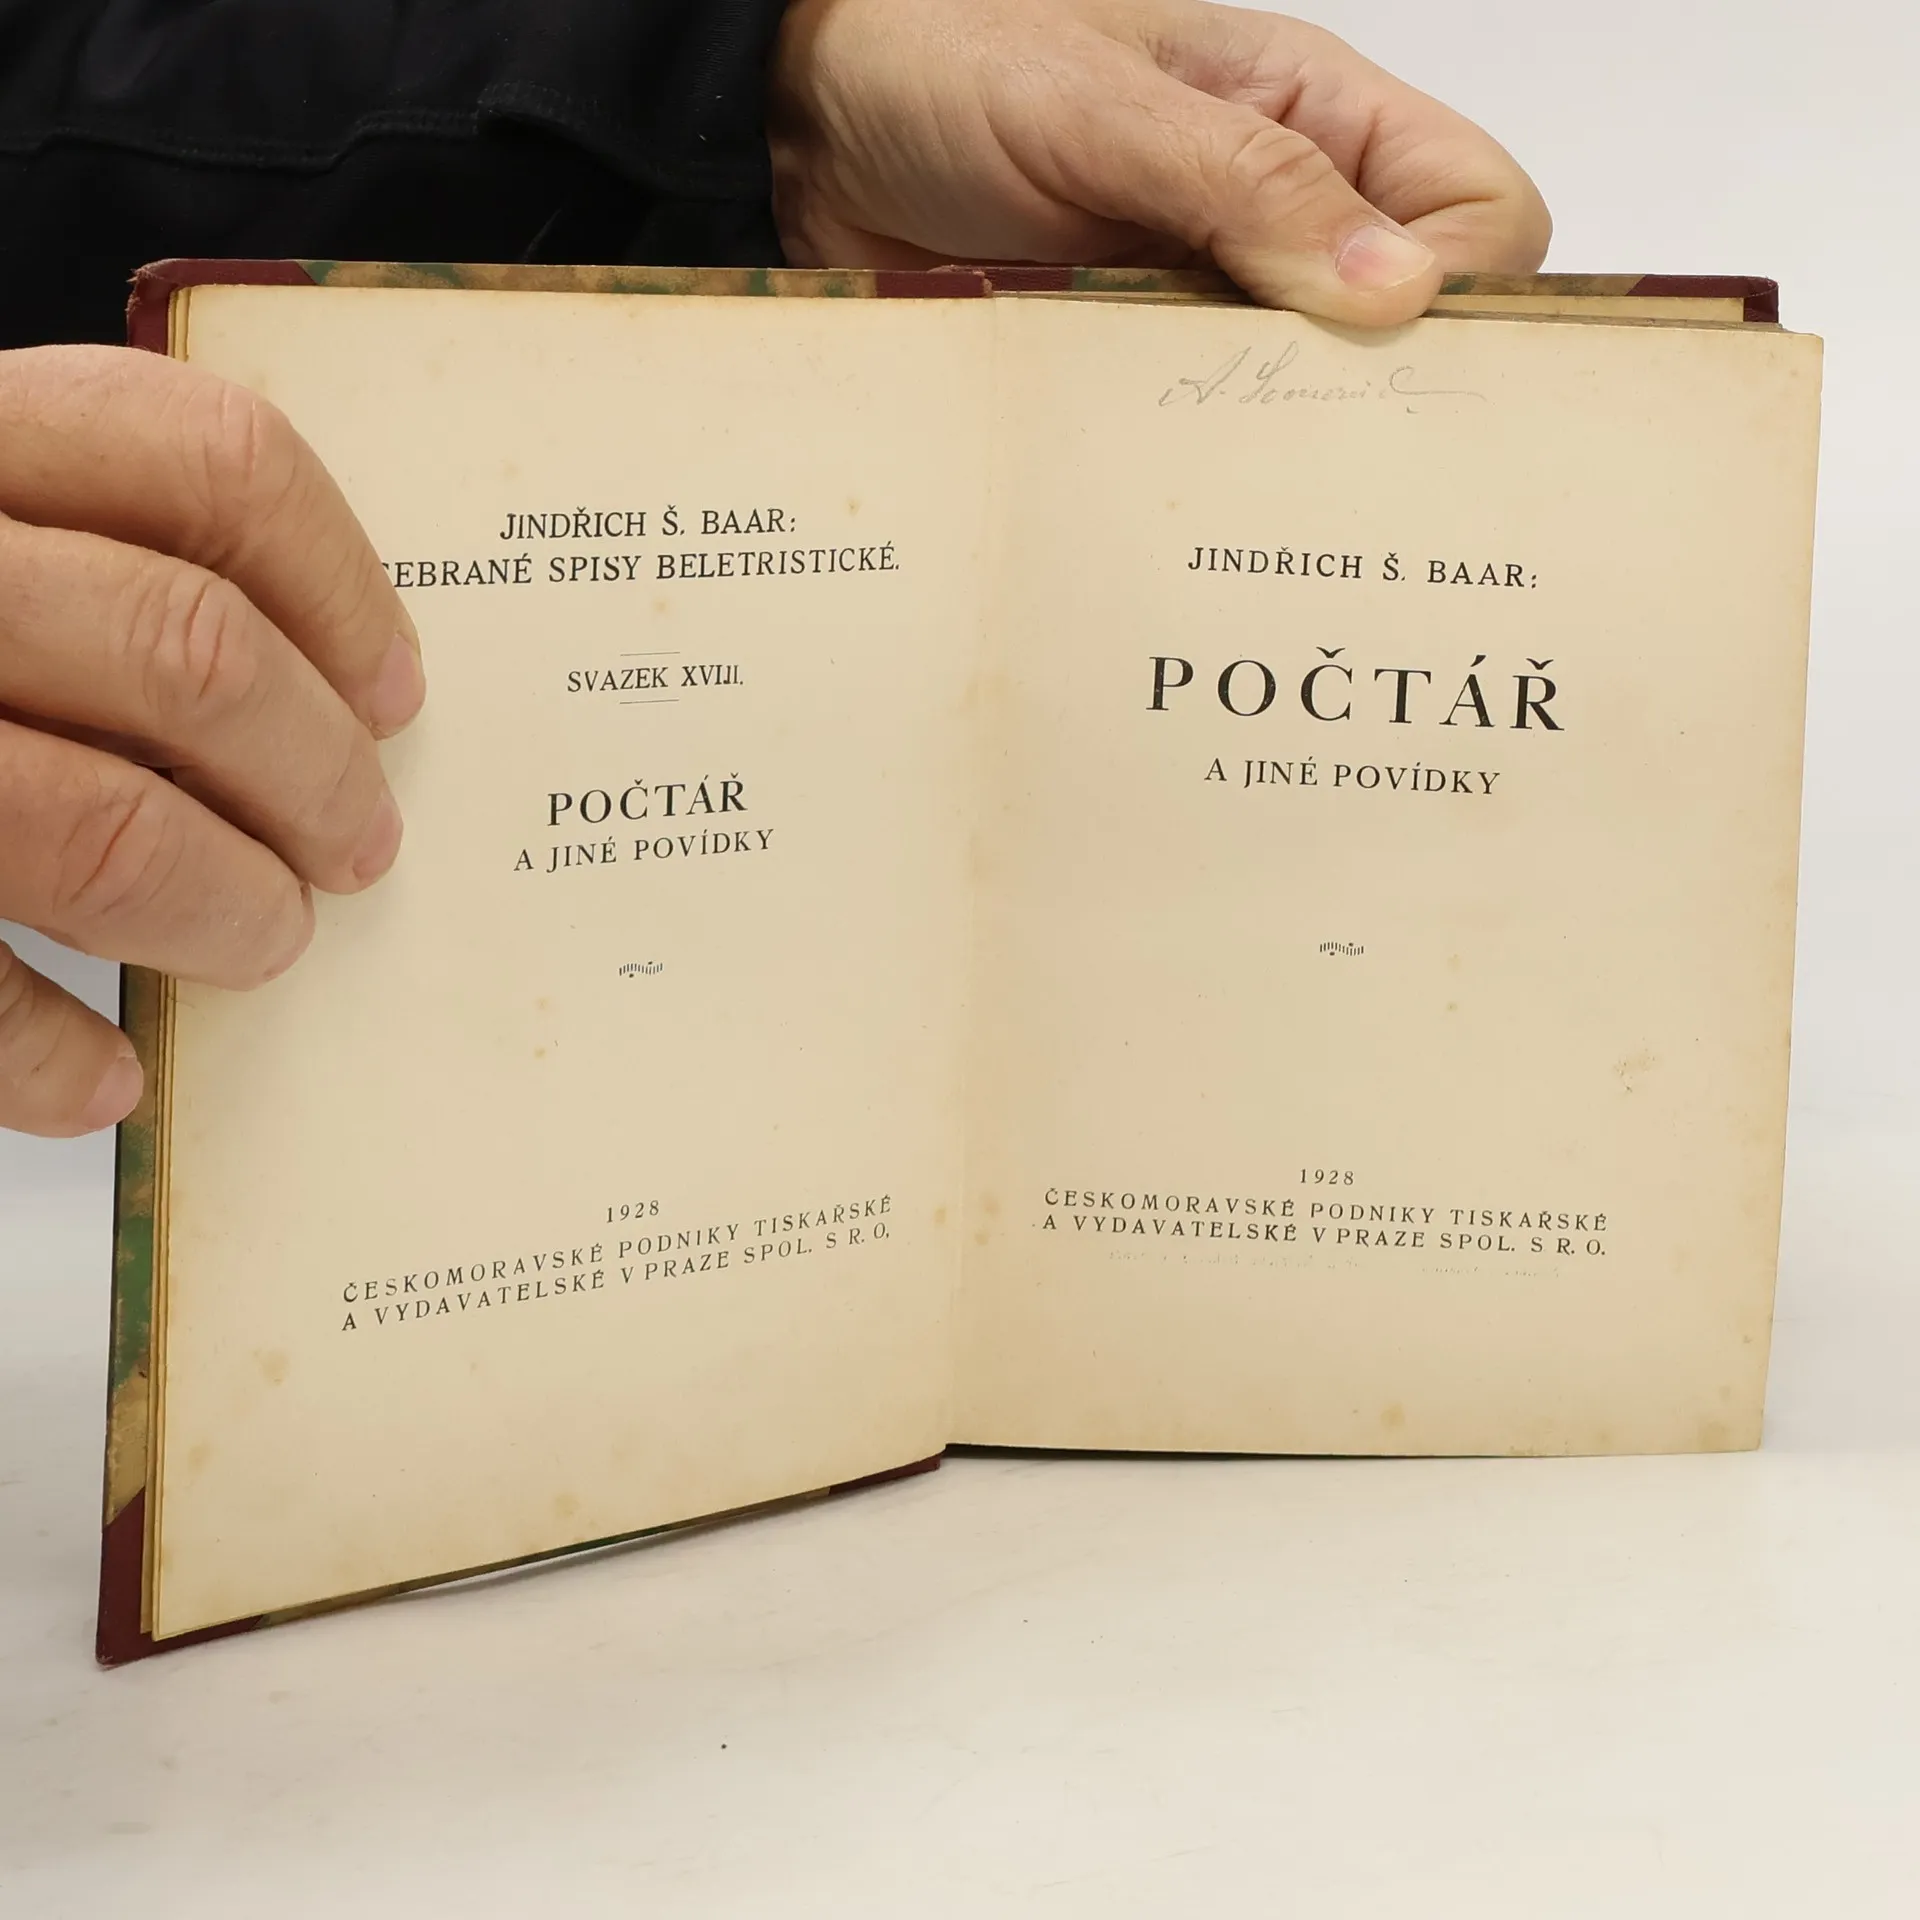 JINDŘICH Š. BAAR:
SEBRANÉ SPISY BELETRISTICKÉ.
SVAZEK XVIII.
POČTÁŘ
A JINÉ POVÍDKY
1928
ČESKOMORAVSKÉ PODNIKY TISKAŘSKÉ
A VYDAVATELSKÉ V PRAZE SPOL. S R. O.
A.
JINDŘICH Š. BAAR:
POČTÁŘ
A JINÉ POVÍDKY
1928
ČESKOMORAVSKÉ PODNIKY TISKAŘSKÉ
A VYDAVATELSKÉ V PRAZE SPOL. S R. O.